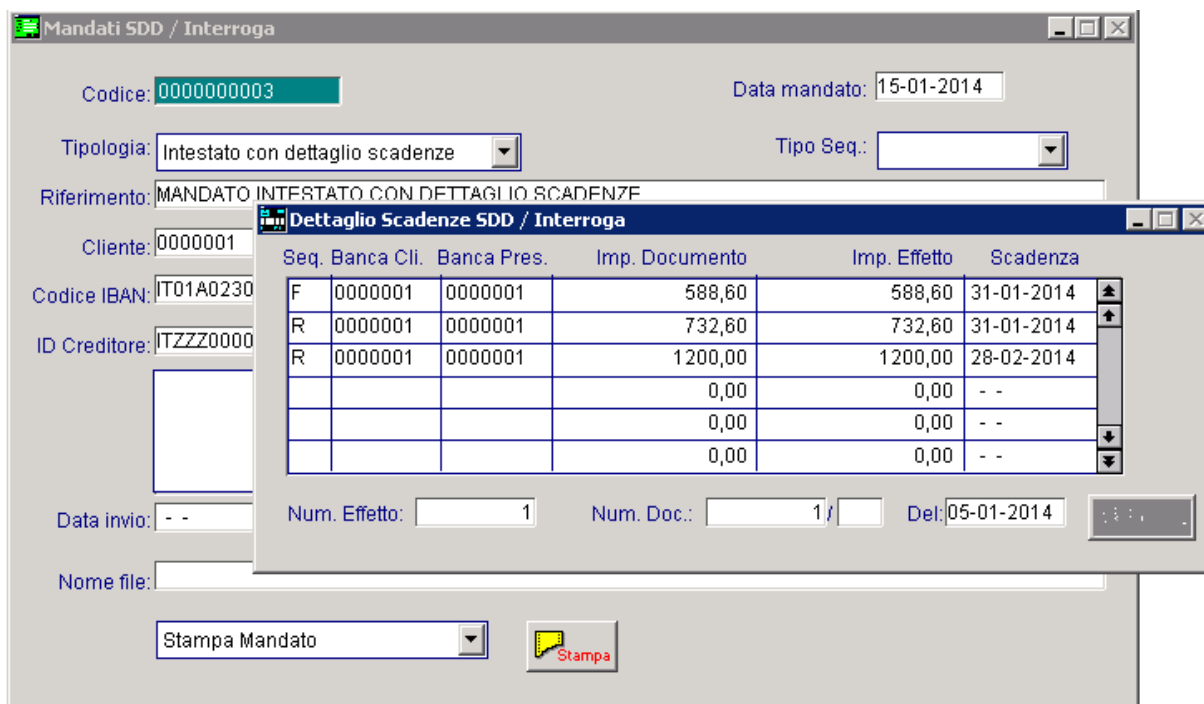 Mandati SDD / Interroga
Codice: 0000000003 Data mandato: 15-01-2014
Tipologia: Intestato con dettaglio scadenze Tipo Seq.:
Riferimento: MANDATO INTESTATO CON DETTAGLIO SCADENZE
Cliente: 0000001
Codice IBAN: IT01A0230
ID Creditore: ITZZZ0000
Data invio: - -
Nome file:
Stampa Mandato Stampa
Dettaglio Scadenze SDD / Interroga
Seq. Banca Cli. Banca Pres. Imp. Documento Imp. Effetto Scadenza
F 0000001 0000001 588,60 588,60 31-01-2014
R 0000001 0000001 732,60 732,60 31-01-2014
R 0000001 0000001 1200,00 1200,00 28-02-2014
0,00 0,00 - -
0,00 0,00 - -
0,00 0,00 - -
Num. Effetto: 1 Num. Doc.: 1 / Del: 05-01-2014